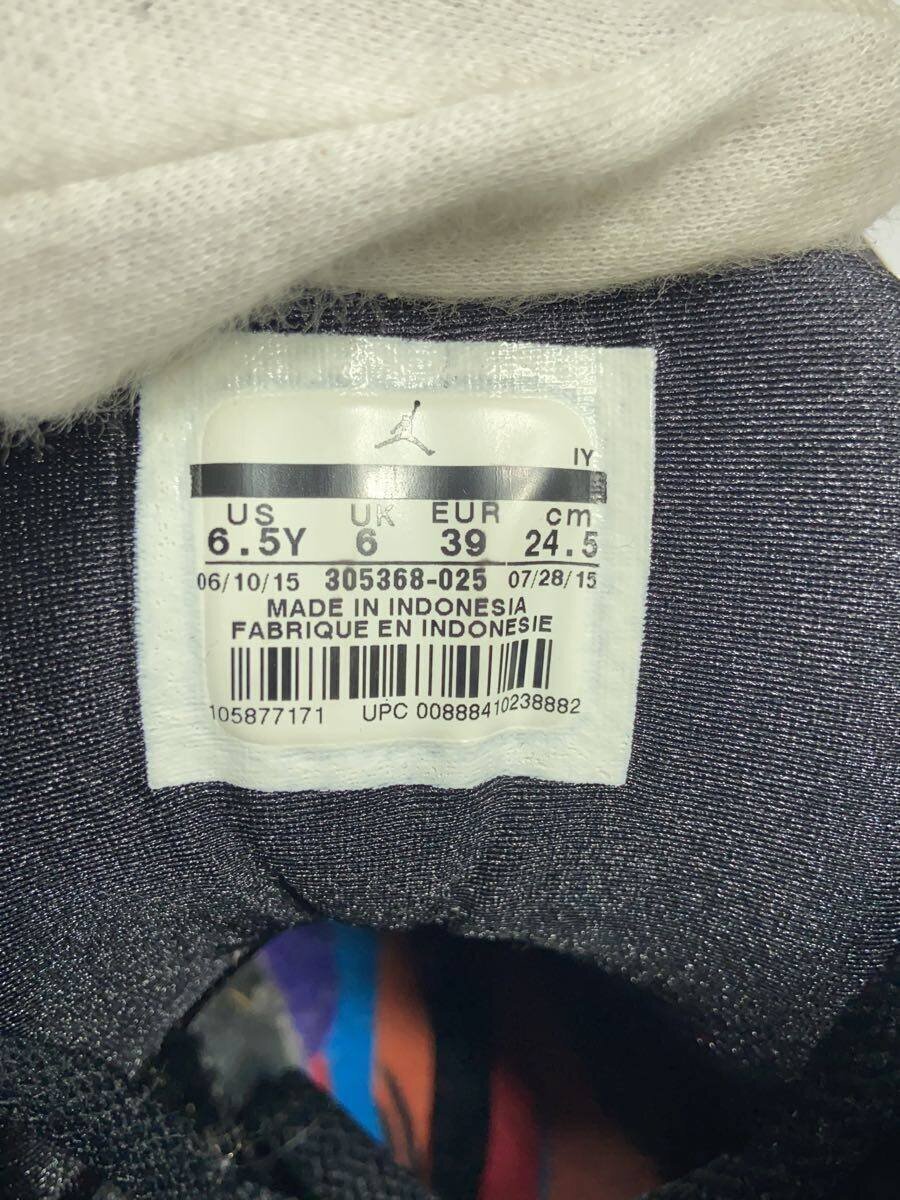 IY
US UK EUR cm
6.5Y 6 39 24.5
06/10/15 305368-025 07/28/15
MADE IN INDONESIA
FABRIQUE EN INDONESIE
105877171 UPC 00888410238882